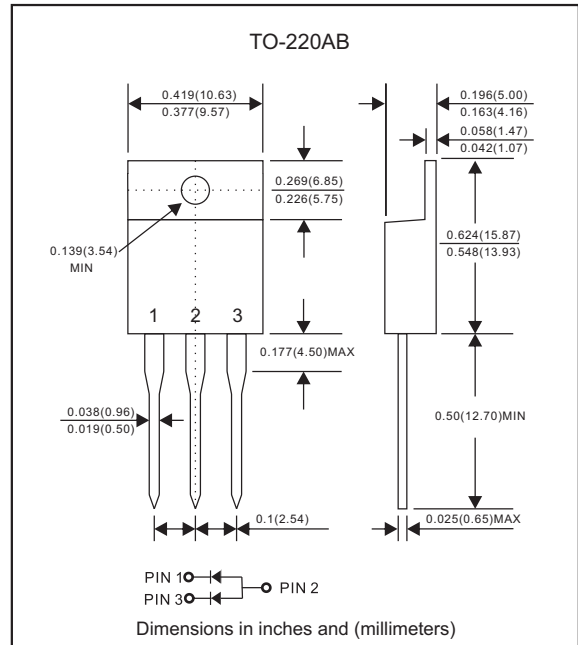 TO-220AB
0.419(10.63)
0.377(9.57)
0.196(5.00)
0.163(4.16)
0.058(1.47)
0.042(1.07)
0.269(6.85)
0.226(5.75)
0.139(3.54)
MIN
0.624(15.87)
0.548(13.93)
1 2 3
0.177(4.50)MAX
0.038(0.96)
0.019(0.50)
0.50(12.70)MIN
0.1(2.54)
0.025(0.65)MAX
PIN 1
PIN 3
PIN 2
Dimensions in inches and (millimeters)